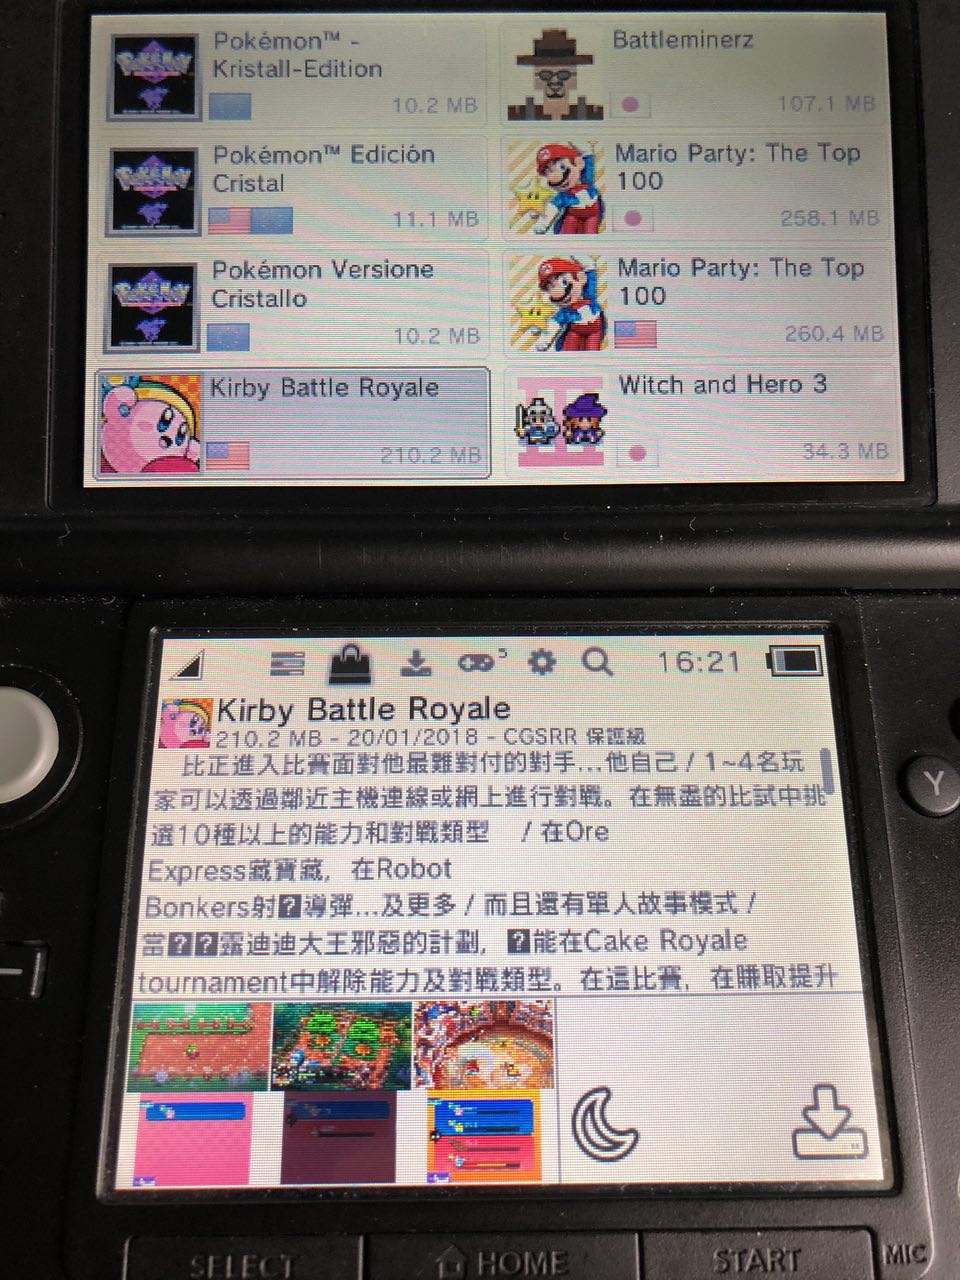 Pokémon™ -
Kristall-Edition
10.2 MB
Pokémon™ Edición
Cristal
11.1 MB
Pokémon Versione
Cristallo
10.2 MB
Kirby Battle Royale
210.2 MB
Battleminerz
107.1 MB
Mario Party: The Top
100
258.1 MB
Mario Party: The Top
100
260.4 MB
Witch and Hero 3
34.3 MB
5
16:21
Kirby Battle Royale
210.2 MB - 20/01/2018 - CGSRR 保護級
比正進入比賽面對他最難對付的對手...他自己 / 1~4名玩
家可以透過鄰近主機連線或網上進行對戰。在無盡的比試中挑
選10種以上的能力和對戰類型 / 在Ore
Express藏寶藏，在Robot
Bonkers射?導彈...及更多 / 而且還有單人故事模式 /
當??露迪迪大王邪惡的計劃，?能在Cake Royale
tournament中解除能力及對戰類型。在這比賽，在賺取提升
SELECT
HOME
START
MIC
Y